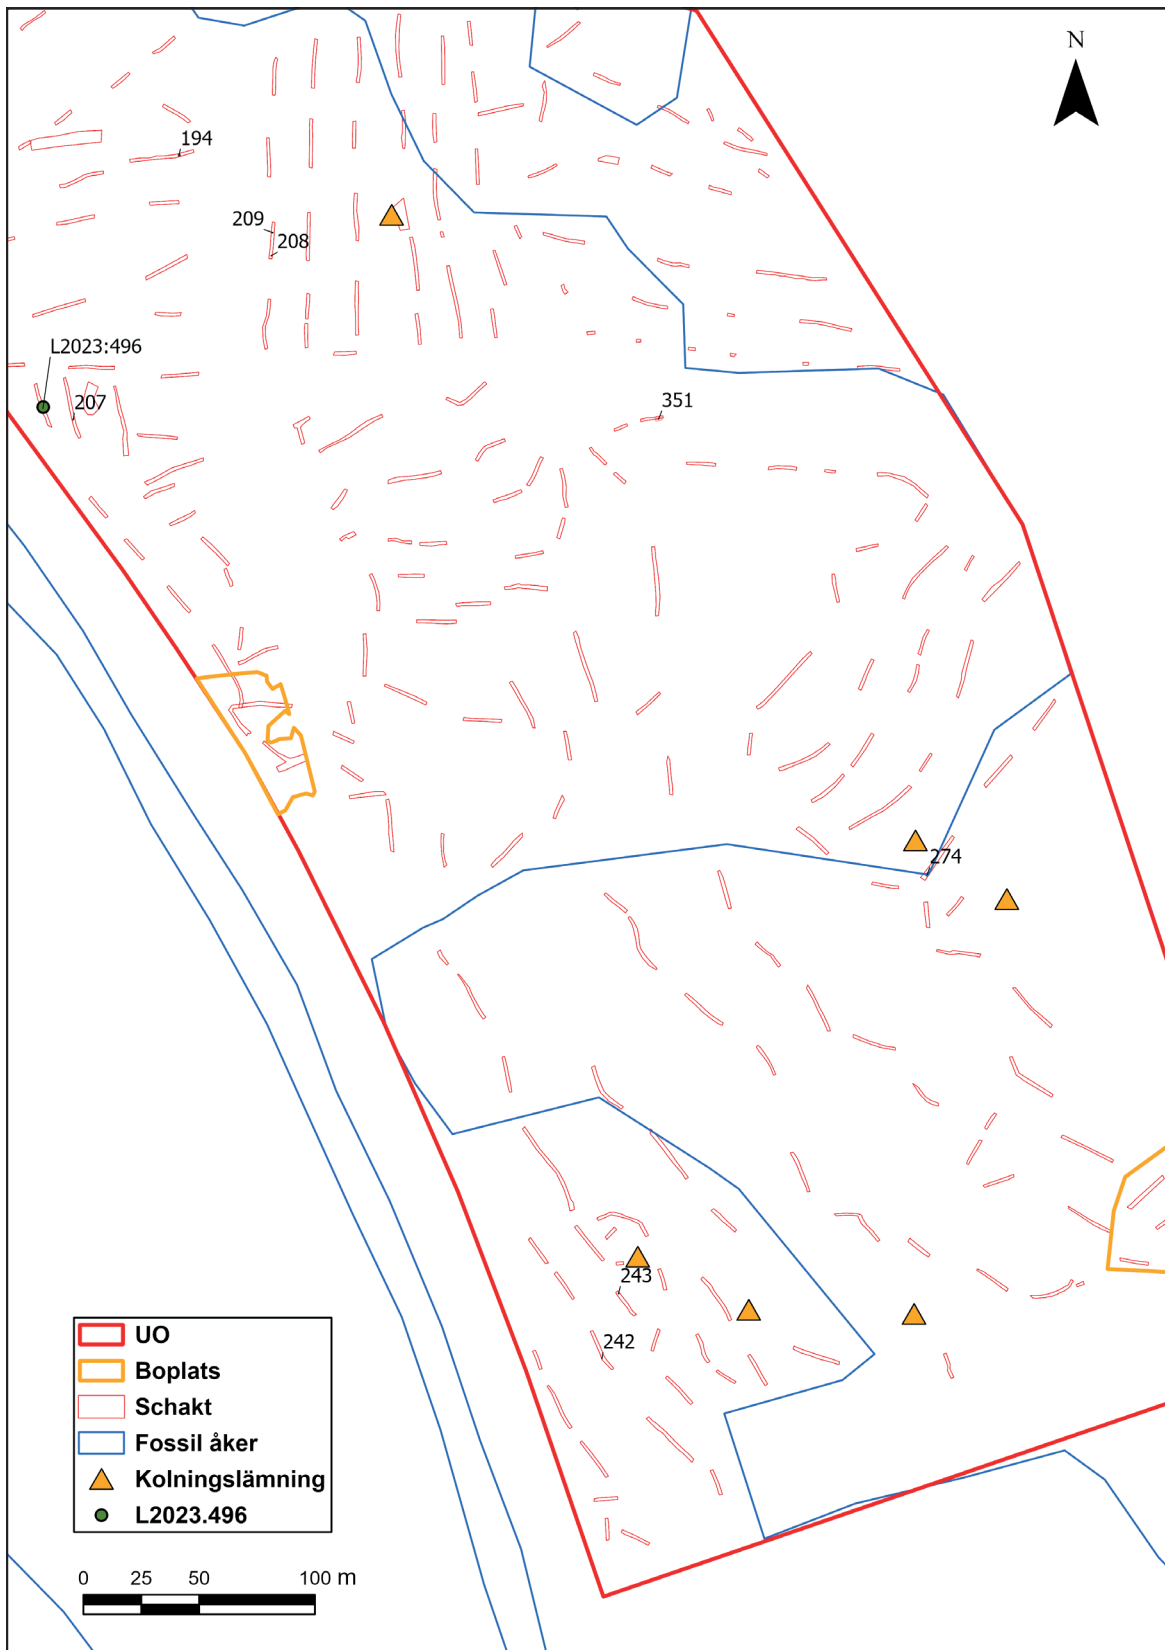 N
194
209
208
L2023:496
207
351
274
243
242
UO
Boplats
Schakt
Fossil åker
Kolningslämning
L2023.496
0 25 50 100 m